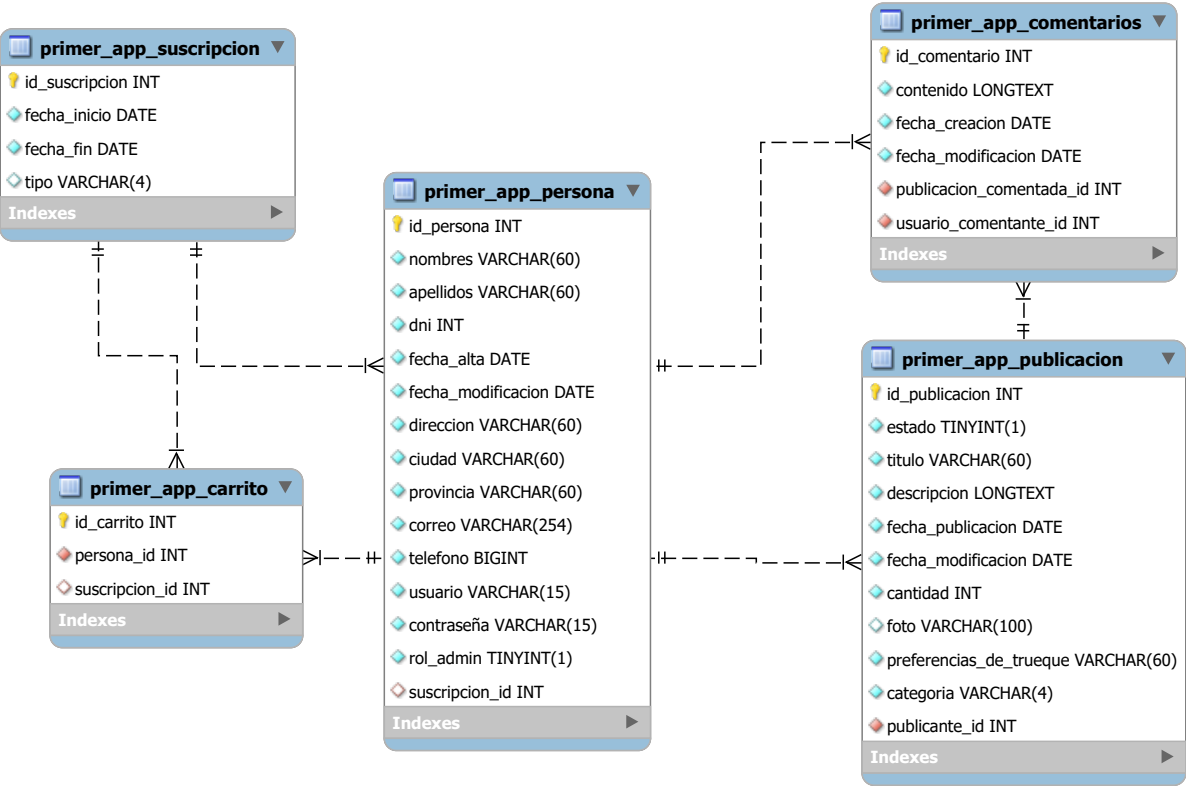 primer_app_suscripcion
id_suscripcion INT
fecha_inicio DATE
fecha_fin DATE
tipo VARCHAR(4)
Indexes
primer_app_carrito
id_carrito INT
persona_id INT
suscripcion_id INT
Indexes
primer_app_persona
id_persona INT
nombres VARCHAR(60)
apellidos VARCHAR(60)
dni INT
fecha_alta DATE
fecha_modificacion DATE
direccion VARCHAR(60)
ciudad VARCHAR(60)
provincia VARCHAR(60)
correo VARCHAR(254)
telefono BIGINT
usuario VARCHAR(15)
contraseña VARCHAR(15)
rol_admin TINYINT(1)
suscripcion_id INT
Indexes
primer_app_comentarios
id_comentario INT
contenido LONGTEXT
fecha_creacion DATE
fecha_modificacion DATE
publicacion_comentada_id INT
usuario_comentante_id INT
Indexes
primer_app_publicacion
id_publicacion INT
estado TINYINT(1)
titulo VARCHAR(60)
descripcion LONGTEXT
fecha_publicacion DATE
fecha_modificacion DATE
cantidad INT
foto VARCHAR(100)
preferencias_de_trueque VARCHAR(60)
categoria VARCHAR(4)
publicante_id INT
Indexes